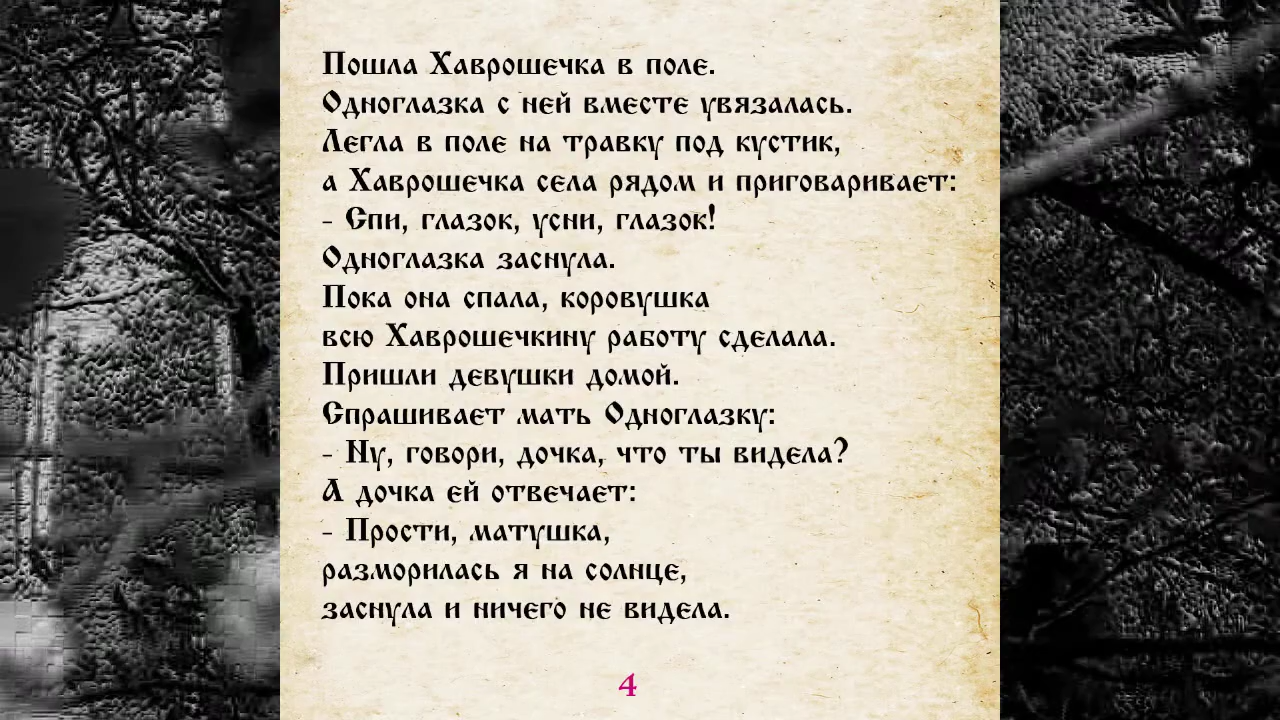 Пошла Хаврошечка в поле.
Одноглазка с ней вместе увязалась.
Легла в поле на травку под кустик,
а Хаврошечка села рядом и приговаривает:
- Спи, глазок, усни, глазок!
Одноглазка заснула.
Пока она спала, коровушка
всю Хаврошечкину работу сделала.
Пришли девушки домой.
Спрашивает мать Одноглазку:
- Ну, говори, дочка, что ты видела?
А дочка ей отвечает:
- Прости, матушка,
разморилась я на солнце,
заснула и ничего не видела.
4